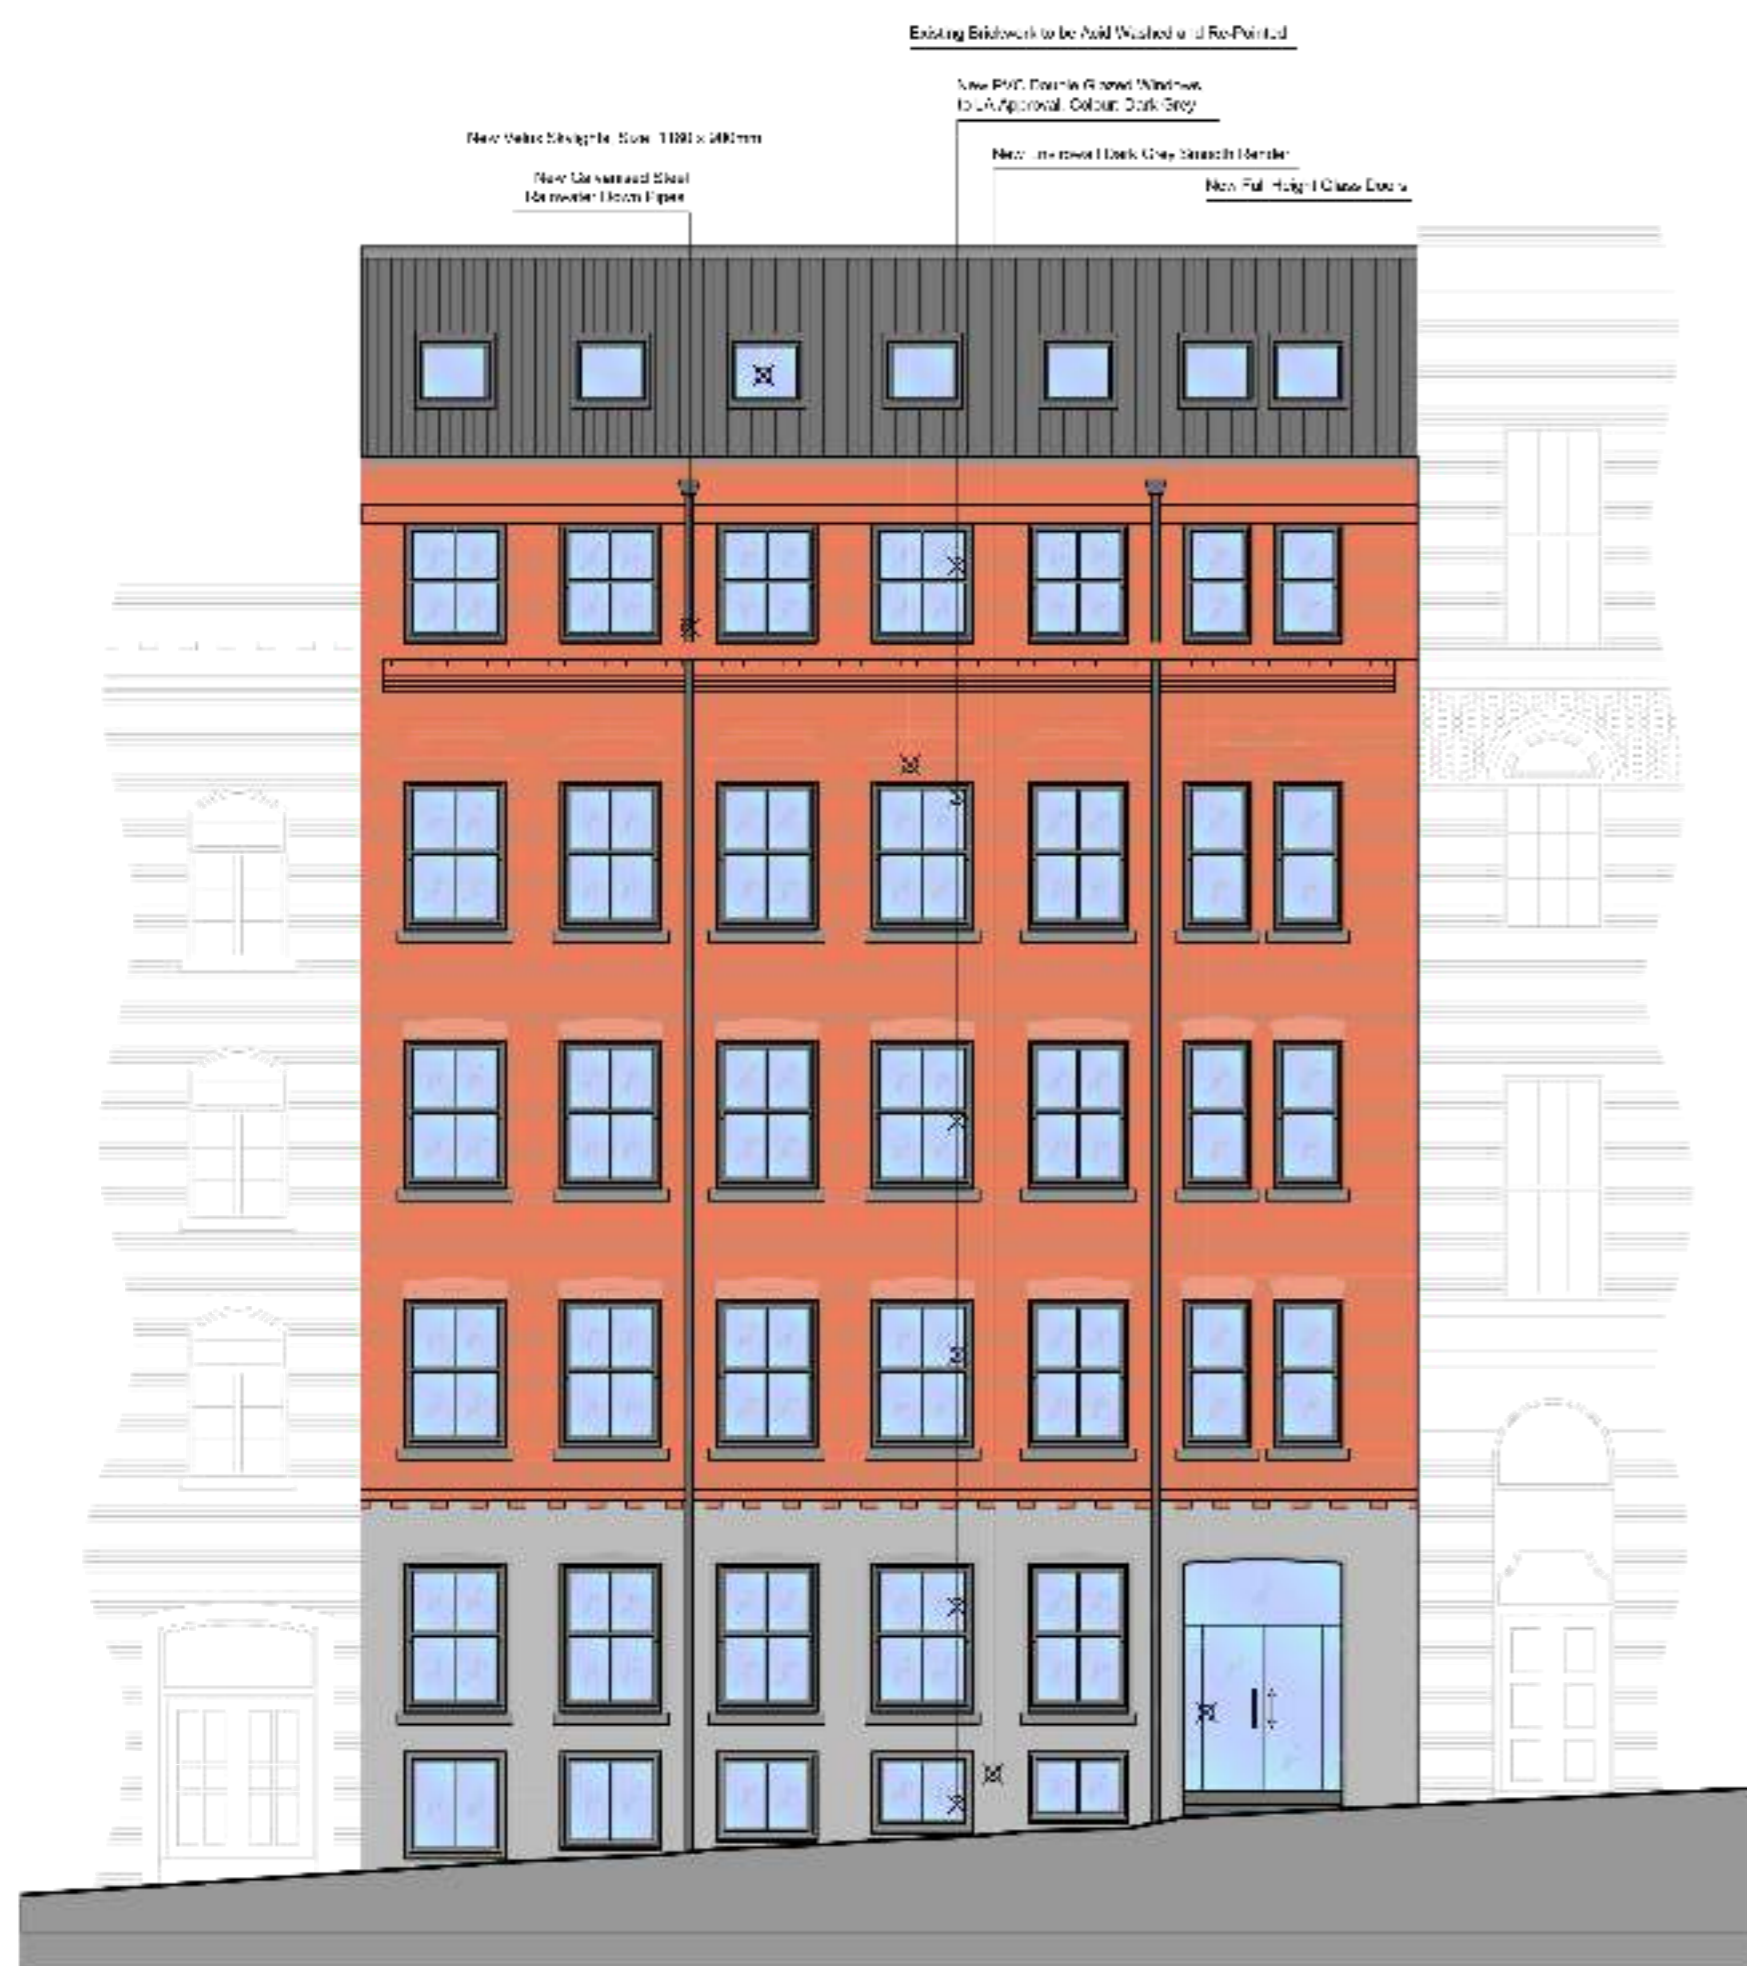 Existing Brickwork to be Acid Washed and Re-Pointed
New PVC Double Glazed Windows
to LA Approval. Colour: Dark Grey
New Velux Skylights. Size:
New Dark Grey Smooth Render
New Galvanised Steel
Rainwater Down Pipes
New Full Height Glass Doors